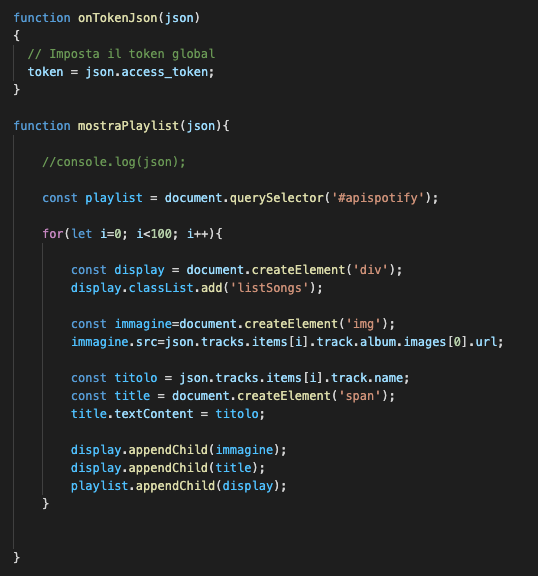 function onTokenJson(json)
{
// Imposta il token global
token = json.access_token;
}
function mostraPlaylist(json){
//console.log(json);
const playlist = document.querySelector('#apispotify');
for(let i=0; i<100; i++){
const display = document.createElement('div');
display.classList.add('listSongs');
const immagine=document.createElement('img');
immagine.src=json.tracks.items[i].track.album.images[0].url;
const titolo = json.tracks.items[i].track.name;
const title = document.createElement('span');
title.textContent = titolo;
display.appendChild(immagine);
display.appendChild(title);
playlist.appendChild(display);
}
}